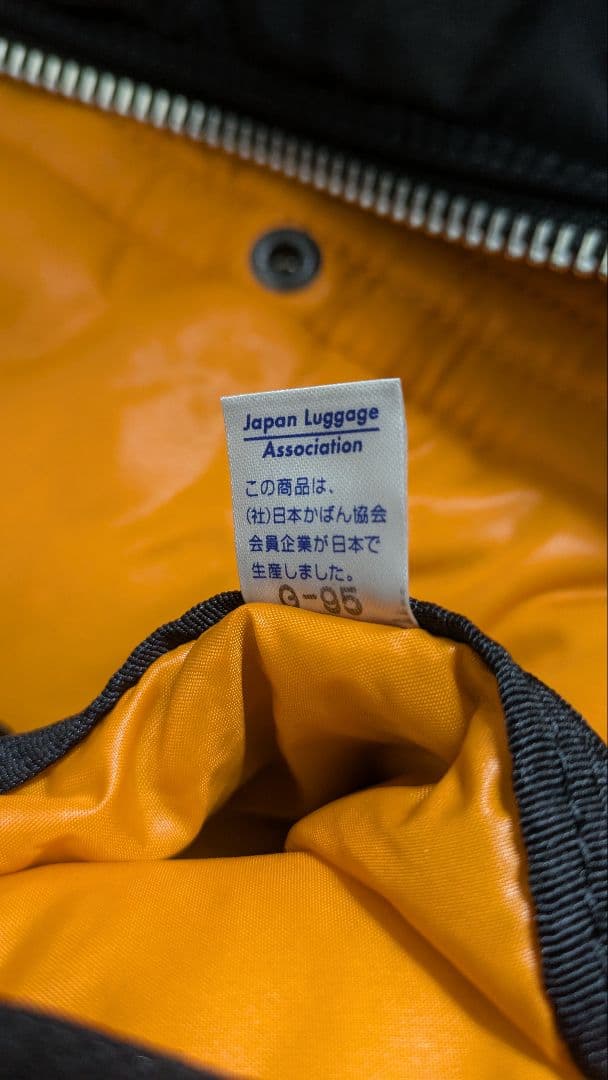 Japan Luggage
Association
この商品は、
(社)日本かばん協会
会員企業が日本で
生産しました。
9-95